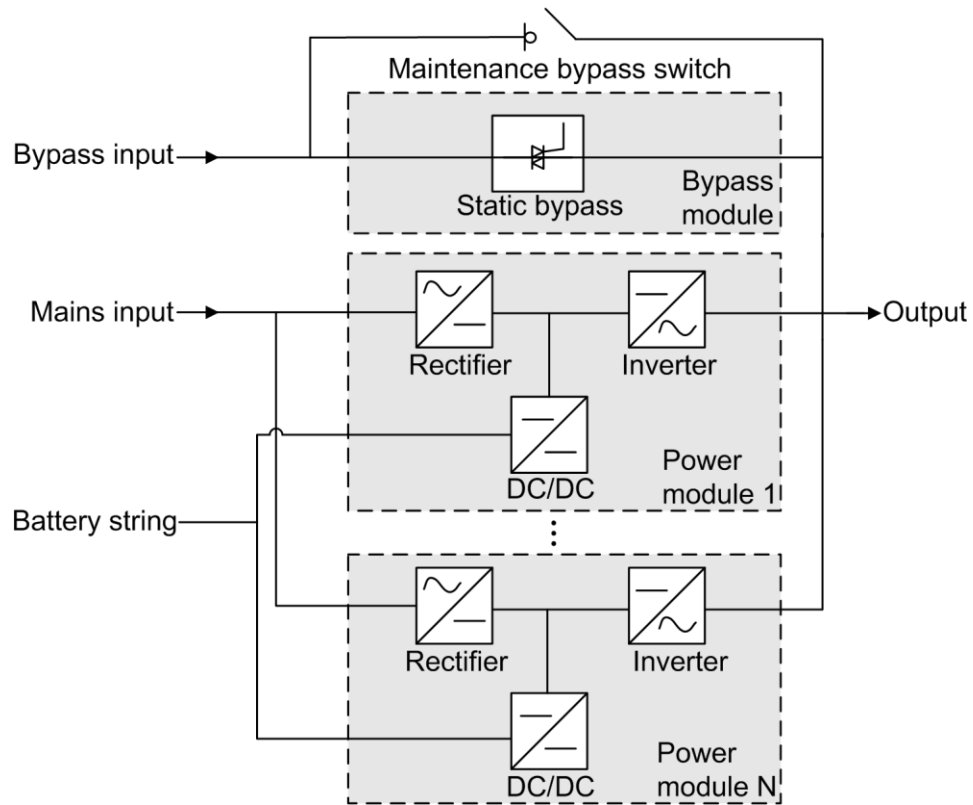 Maintenance bypass switch
Bypass input
Static bypass
Bypass
module
Mains input
Rectifier
Inverter
Output
DC/DC
Power
module 1
Battery string
Rectifier
Inverter
DC/DC
Power
module N